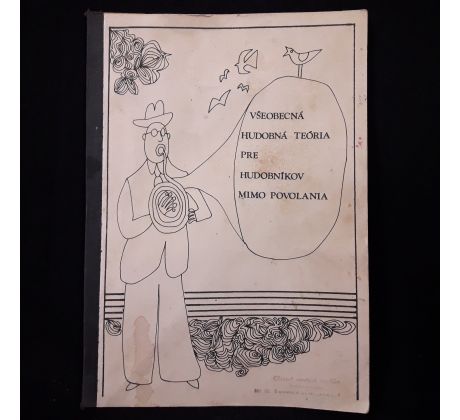 VŠEOBECNÁ
HUDOBNÁ TEÓRIA
PRE
HUDOBNÍKOV
MIMO POVOLANIA